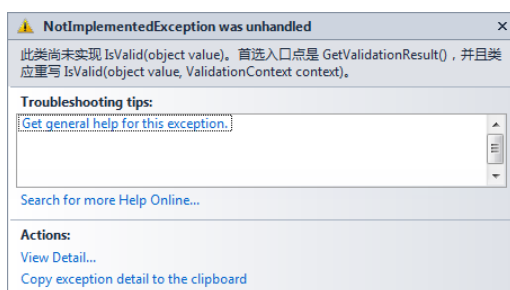 NotImplementedException was unhandled
此类尚未实现 IsValid(object value)。首选入口点是 GetValidationResult()，并且类
应重写 IsValid(object value, ValidationContext context)。
Troubleshooting tips:
Get general help for this exception.
Search for more Help Online...
Actions:
View Detail...
Copy exception detail to the clipboard